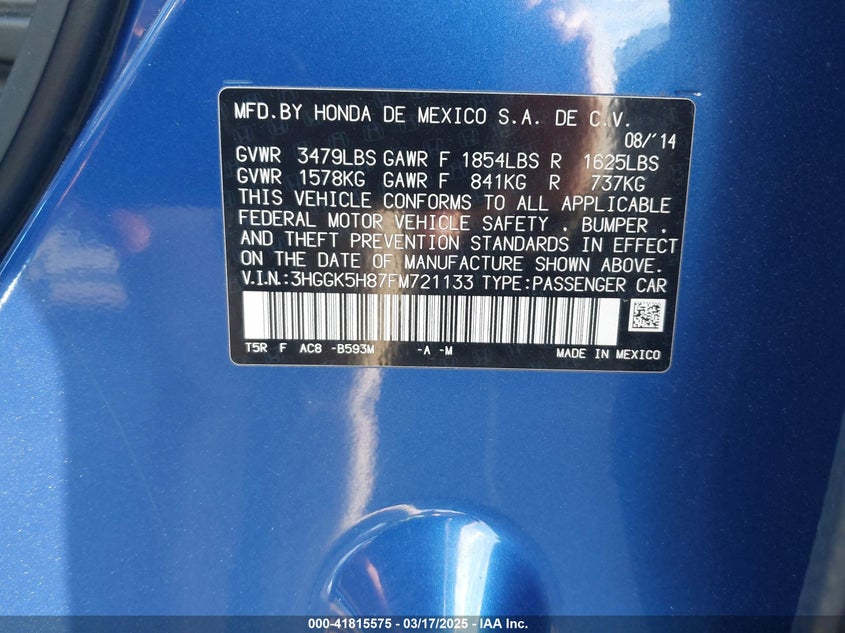 MFD.BY HONDA DE MEXICO S.A. DE C.V.
08/'14
GVWR 3479LBS GAWR F 1854LBS R 1625LBS
GVWR 1578KG GAWR F 841KG R 737KG
THIS VEHICLE CONFORMS TO ALL APPLICABLE
FEDERAL MOTOR VEHICLE SAFETY , BUMPER ,
AND THEFT PREVENTION STANDARDS IN EFFECT
ON THE DATE OF MANUFACTURE SHOWN ABOVE.
V.I.N.:3HGGK5H87FM721133 TYPE:PASSENGER CAR
T5R F AC8 -B593M -A -M MADE IN MEXICO
000-41815575 - 03/17/2025 - IAA Inc.